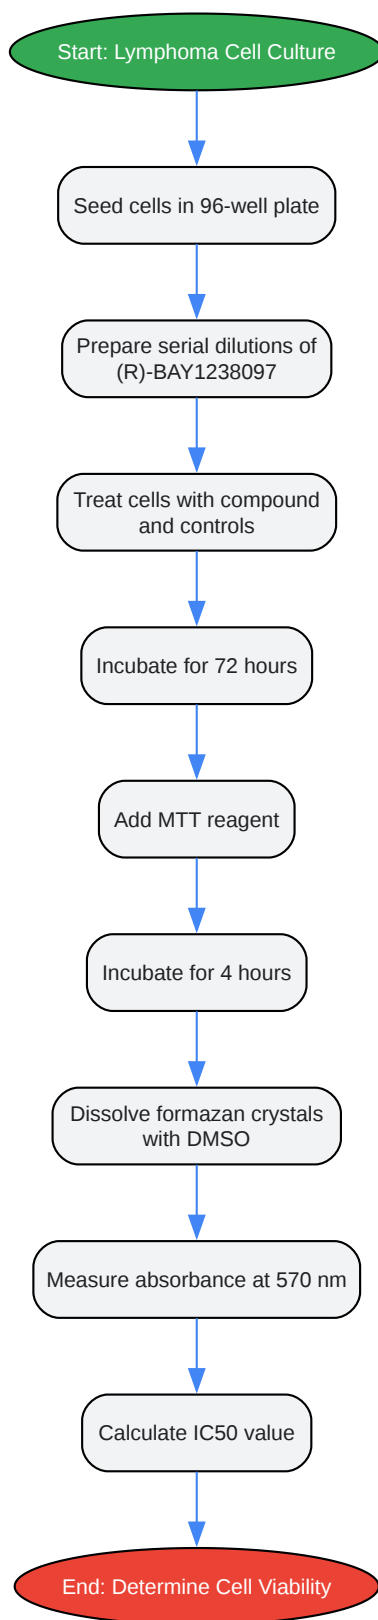 Start: Lymphoma Cell Culture
Seed cells in 96-well plate
Prepare serial dilutions of
(R)-BAY1238097
Treat cells with compound
and controls
Incubate for 72 hours
Add MTT reagent
Incubate for 4 hours
Dissolve formazan crystals
with DMSO
Measure absorbance at 570 nm
Calculate IC50 value
End: Determine Cell Viability